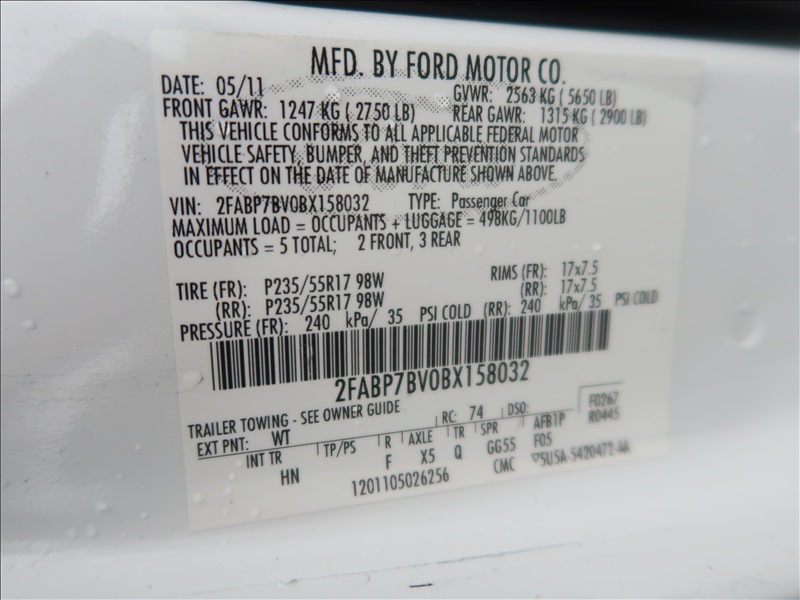 MFD. BY FORD MOTOR CO.
DATE: 05/11 GVWR: 2563 KG ( 5650 LB)
FRONT GAWR: 1247 KG ( 2750 LB) REAR GAWR: 1315 KG ( 2900 LB)
THIS VEHICLE CONFORMS TO ALL APPLICABLE FEDERAL MOTOR
VEHICLE SAFETY, BUMPER, AND THEFT PREVENTION STANDARDS
IN EFFECT ON THE DATE OF MANUFACTURE SHOWN ABOVE.
VIN: 2FABP7BV0BX158032 TYPE: Passenger Car
MAXIMUM LOAD = OCCUPANTS + LUGGAGE = 498KG/1100LB
OCCUPANTS = 5 TOTAL; 2 FRONT, 3 REAR
TIRE (FR): P235/55R17 98W RIMS (FR): 17x7.5
(RR): P235/55R17 98W (RR): 17x7.5
PRESSURE (FR): 240 kPa/ 35 PSI COLD (RR): 240 kPa/ 35 PSI COLD
2FABP7BV0BX158032
TRAILER TOWING - SEE OWNER GUIDE
EXT PNT: WT RC: 74 DSO: F0267
INT TR TP/PS R AXLE TR SPR AFB1P R0445
HN F X5 Q GG55 F05
1201105026256 CMC 5U5A-5420472-AA